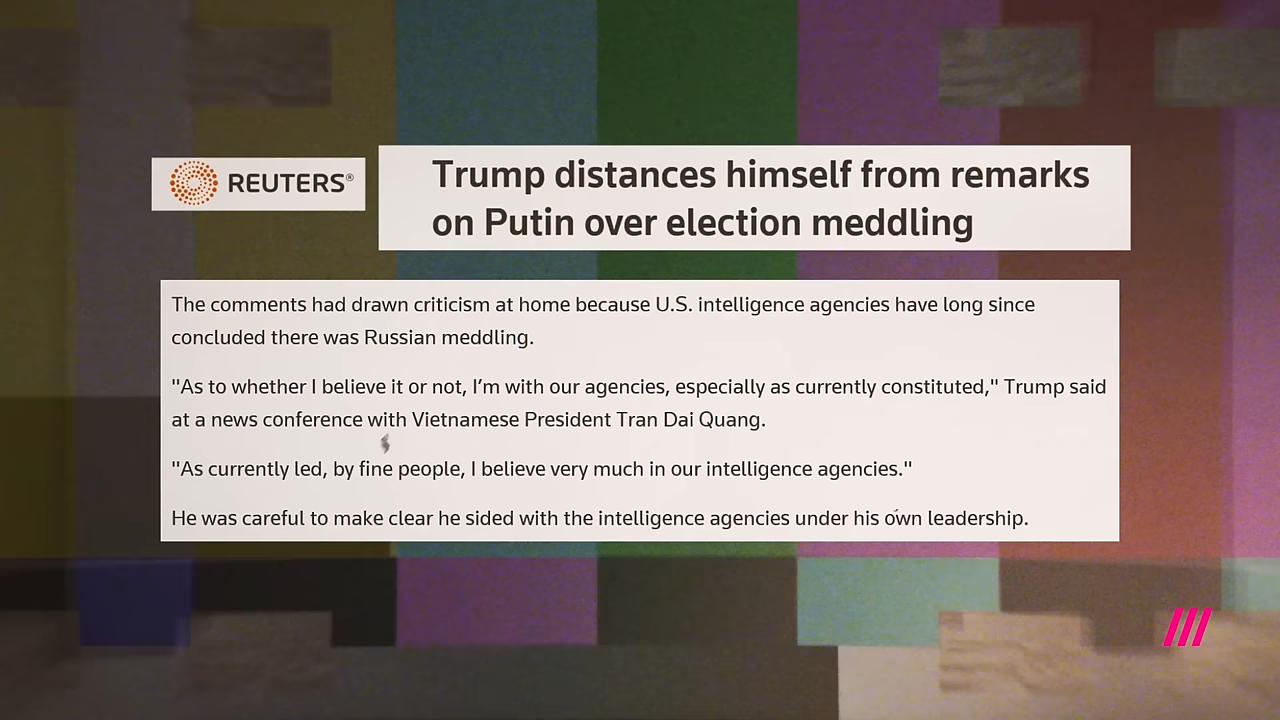 REUTERS®
Trump distances himself from remarks
on Putin over election meddling
The comments had drawn criticism at home because U.S. intelligence agencies have long since
concluded there was Russian meddling.
"As to whether I believe it or not, I’m with our agencies, especially as currently constituted," Trump said
at a news conference with Vietnamese President Tran Dai Quang.
"As currently led, by fine people, I believe very much in our intelligence agencies."
He was careful to make clear he sided with the intelligence agencies under his own leadership.